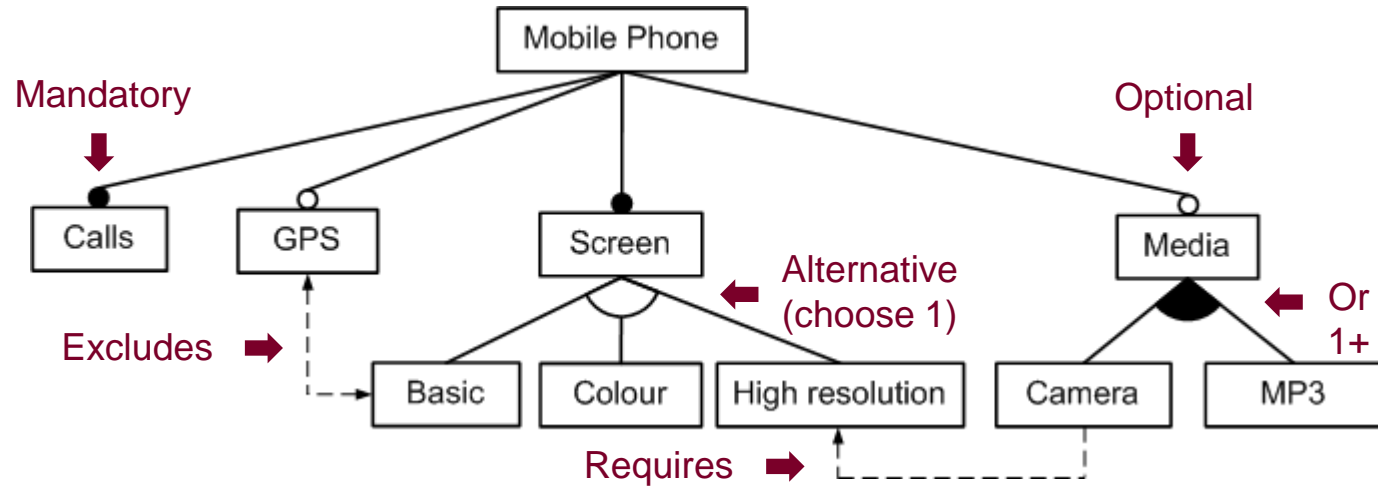 Mobile Phone
Mandatory
Optional
Calls
GPS
Screen
Media
Alternative
(choose 1)
Or
1+
Excludes
Basic
Colour
High resolution
Camera
MP3
Requires